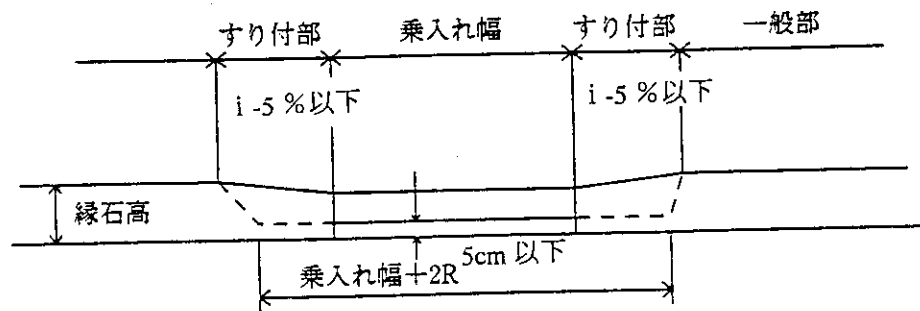 すり付部
乗入れ幅
すり付部
一般部
i -5 %以下
i -5 %以下
縁石高
5cm 以下
乗入れ幅+2R